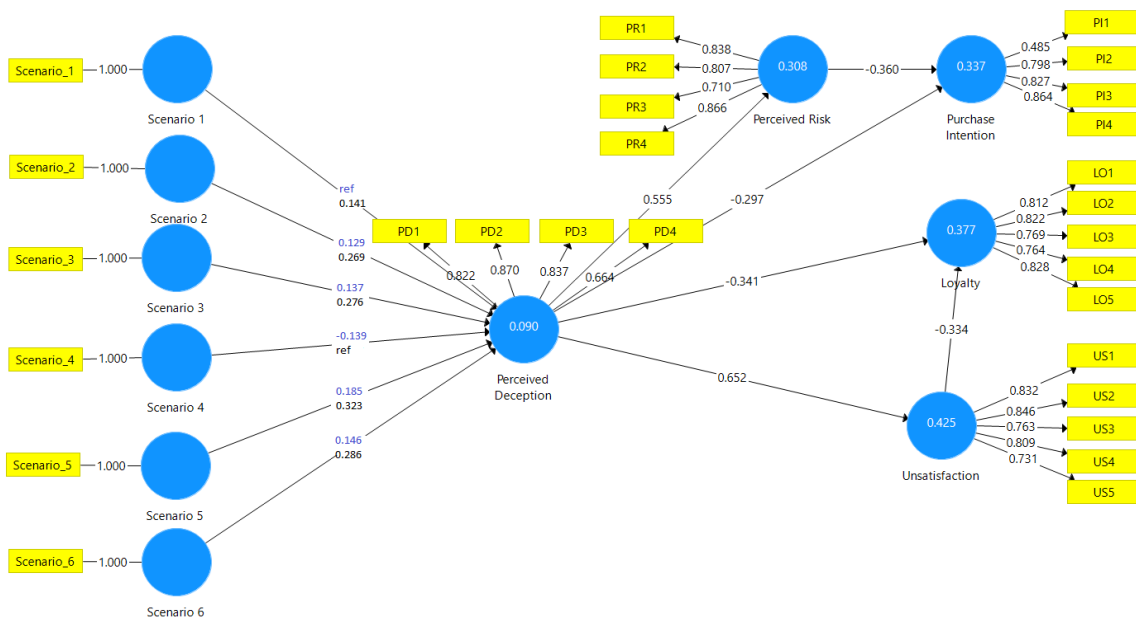 Scenario_1
1.000
Scenario 1
Scenario_2
1.000
Scenario 2
Scenario_3
1.000
Scenario 3
Scenario_4
1.000
Scenario 4
Scenario_5
1.000
Scenario 5
Scenario_6
1.000
Scenario 6
ref
0.141
0.129
0.269
0.137
0.276
-0.139
ref
0.185
0.323
0.146
0.286
PD1
PD2
PD3
PD4
0.822
0.870
0.837
0.664
0.090
Perceived
Deception
PR1
PR2
PR3
PR4
0.838
0.807
0.710
0.866
0.308
Perceived Risk
0.555
-0.360
-0.297
-0.341
0.652
-0.334
0.337
Purchase
Intention
0.485
0.798
0.827
0.864
PI1
PI2
PI3
PI4
0.377
Loyalty
0.812
0.822
0.769
0.764
0.828
LO1
LO2
LO3
LO4
LO5
0.425
Unsatisfaction
0.832
0.846
0.763
0.809
0.731
US1
US2
US3
US4
US5